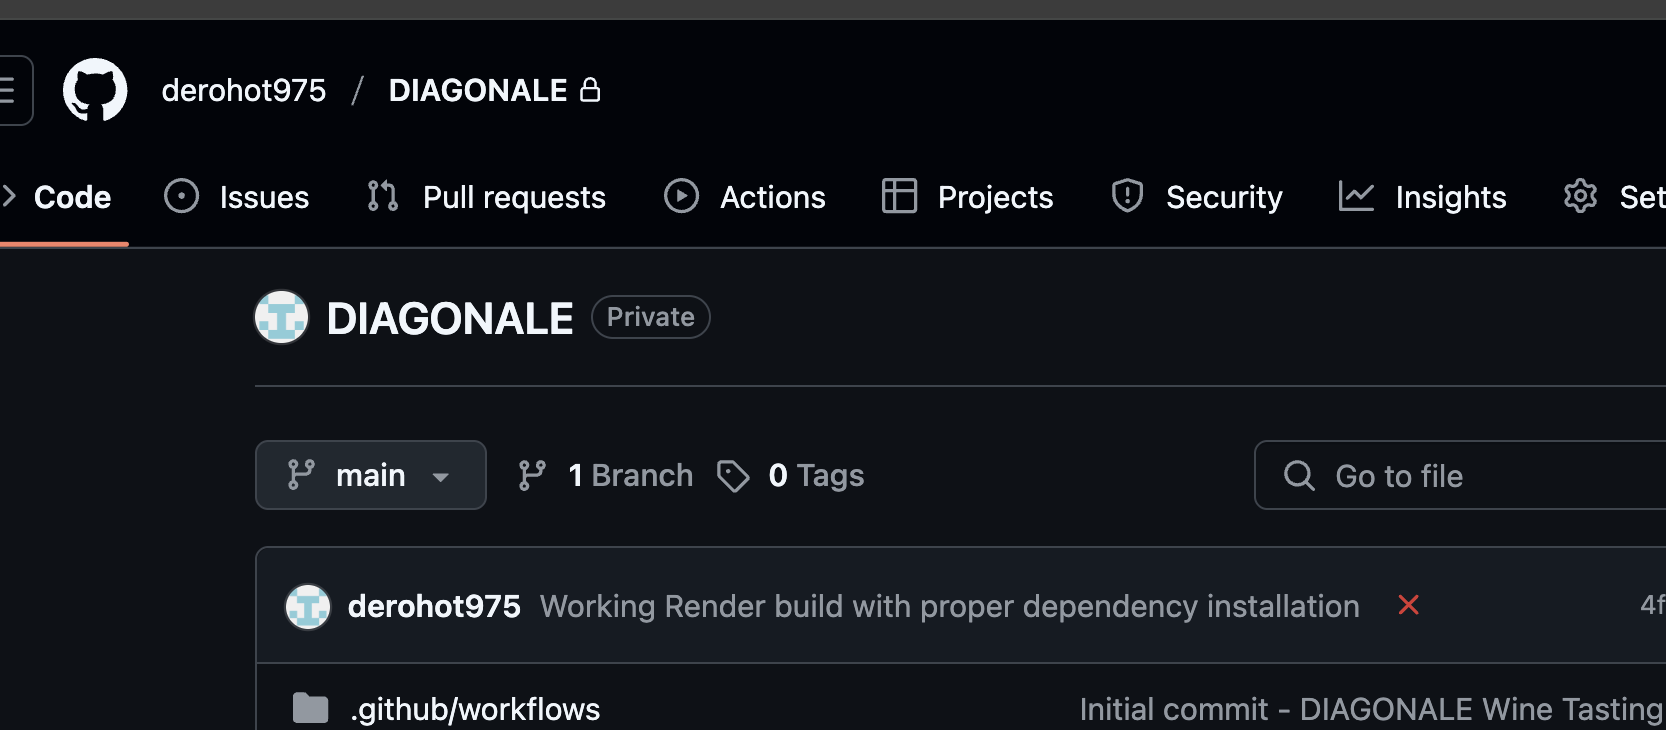 derohot975 / DIAGONALE
Code Issues Pull requests Actions Projects Security Insights Set
DIAGONALE Private
main 1 Branch 0 Tags Go to file
derohot975 Working Render build with proper dependency installation 4f
.github/workflows Initial commit - DIAGONALE Wine Tasting